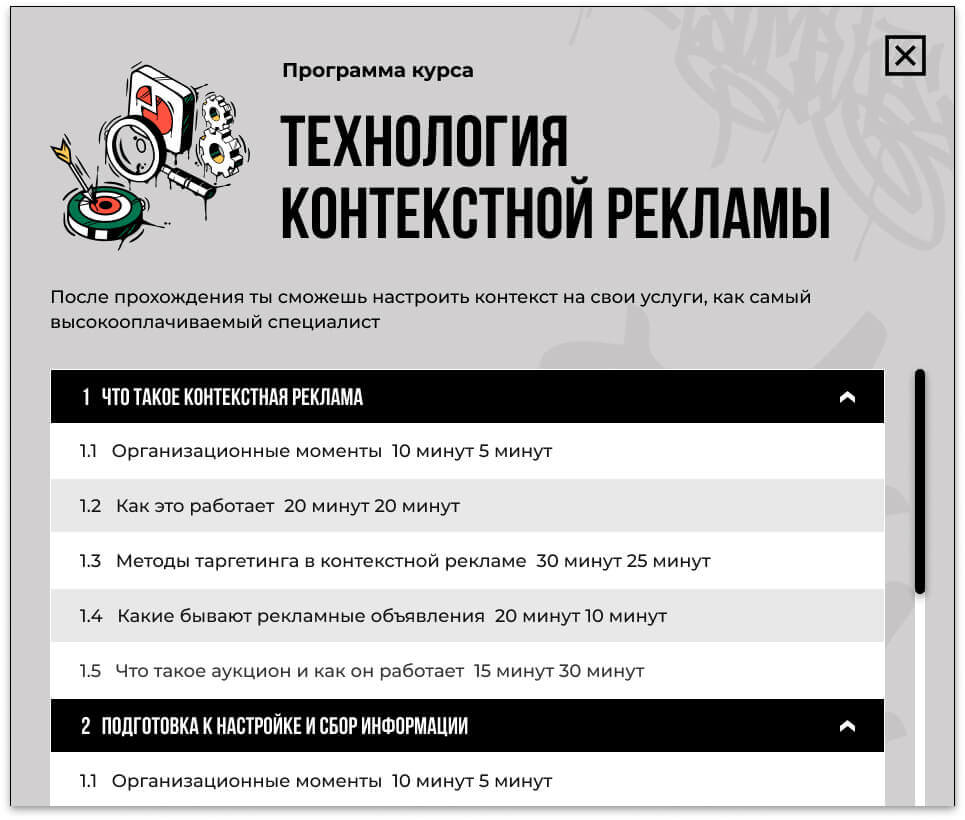 Программа курса
ТЕХНОЛОГИЯ
КОНТЕКСТНОЙ РЕКЛАМЫ
После прохождения ты сможешь настроить контекст на свои услуги, как самый
высокооплачиваемый специалист
1 ЧТО ТАКОЕ КОНТЕКСТНАЯ РЕКЛАМА
1.1 Организационные моменты 10 минут 5 минут
1.2 Как это работает 20 минут 20 минут
1.3 Методы таргетинга в контекстной рекламе 30 минут 25 минут
1.4 Какие бывают рекламные объявления 20 минут 10 минут
1.5 Что такое аукцион и как он работает 15 минут 30 минут
2 ПОДГОТОВКА К НАСТРОЙКЕ И СБОР ИНФОРМАЦИИ
1.1 Организационные моменты 10 минут 5 минут